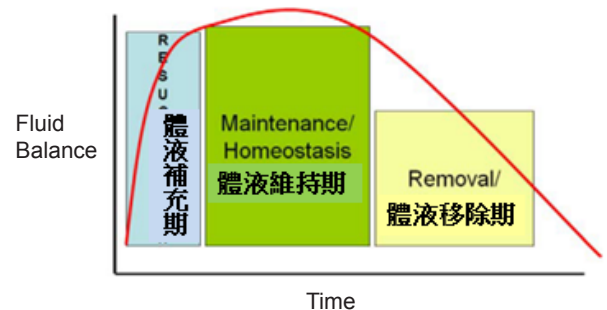 Fluid
Balance
R
E
S
U
體
液
補
充
期
Maintenance/
Homeostasis
體液維持期
Removal/
體液移除期
Time